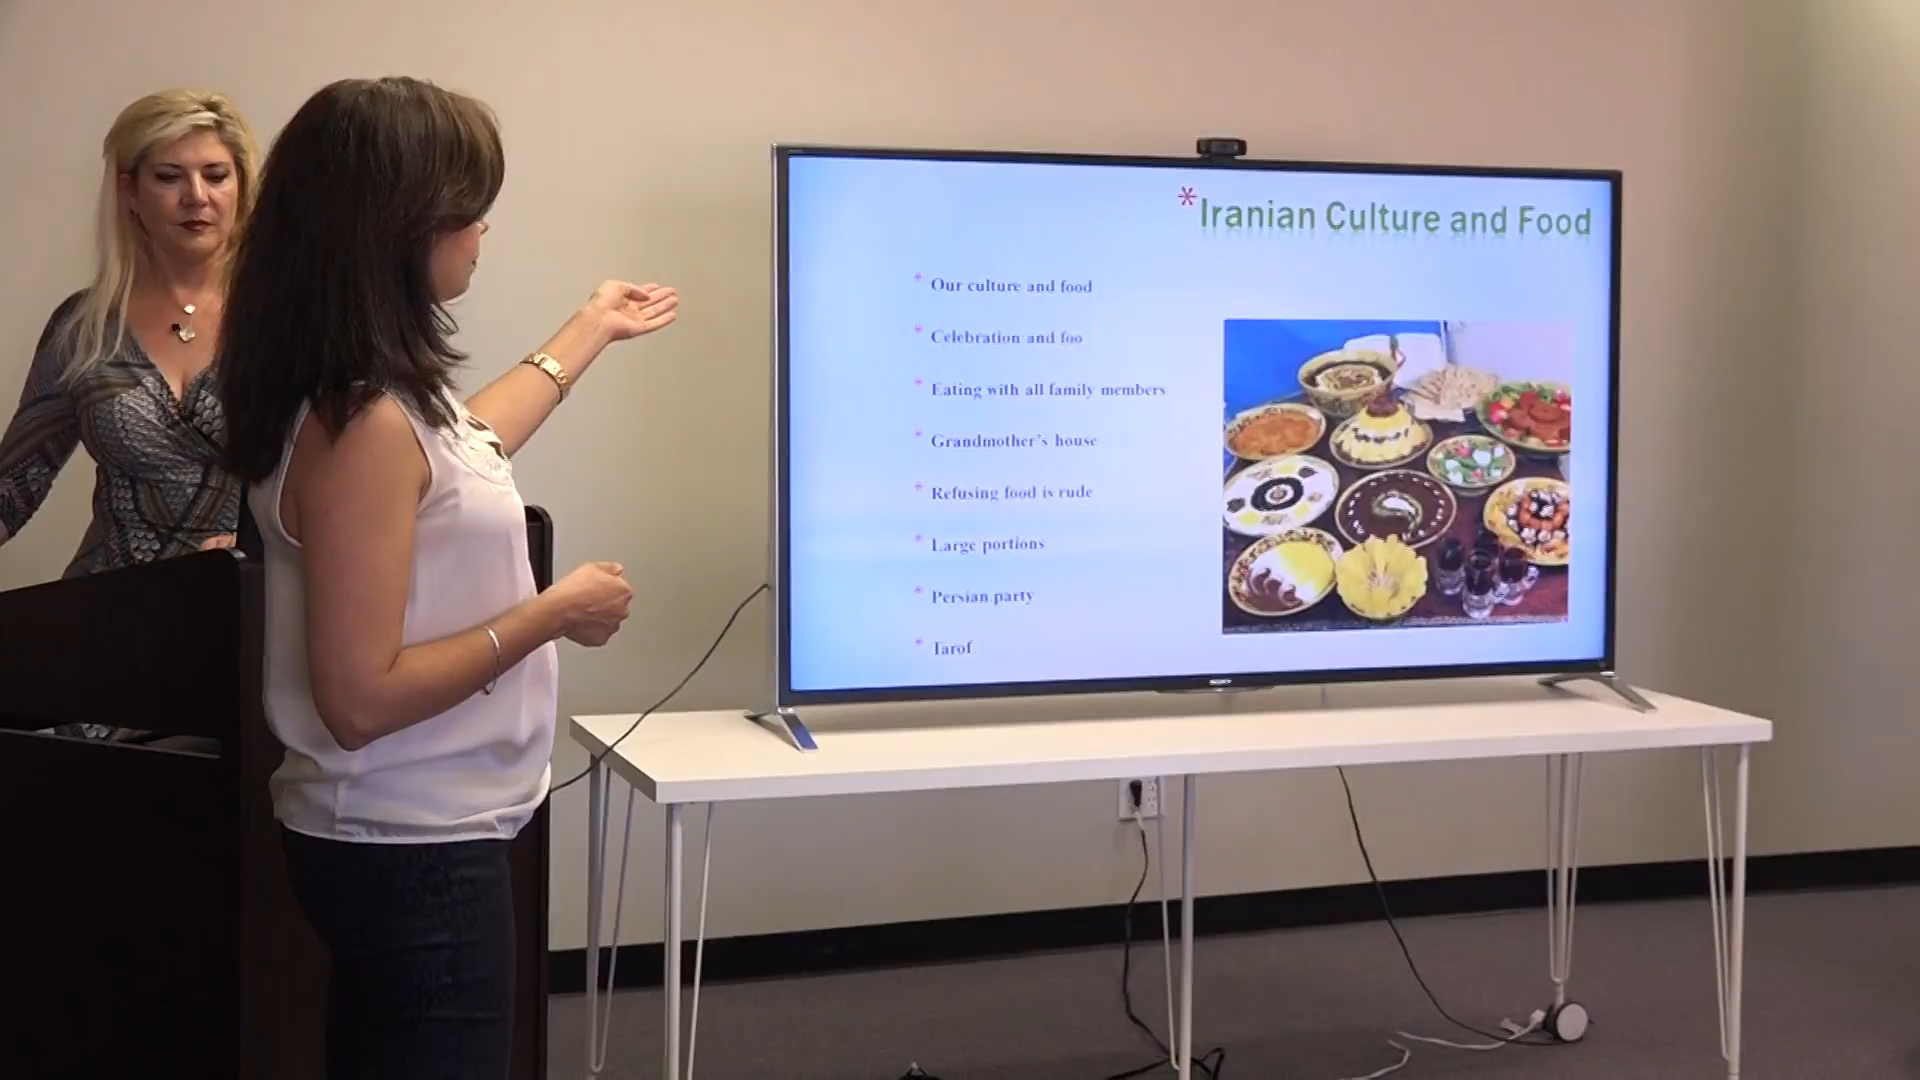 *Iranian Culture and Food
* Our culture and food
* Celebration and foo
* Eating with all family members
* Grandmother's house
* Refusing food is rude
* Large portions
* Persian party
* Tarof
SONY